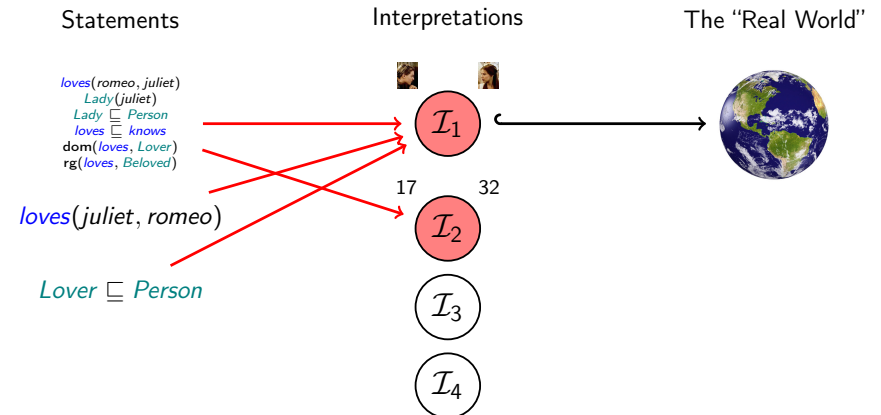 Statements
Interpretations
The “Real World”
loves(romeo, juliet)
Lady(juliet)
Lady ⊑ Person
loves ⊑ knows
dom(loves, Lover)
rg(loves, Beloved)
loves(juliet, romeo)
Lover ⊑ Person
ℐ₁
17 32
ℐ₂
ℐ₃
ℐ₄